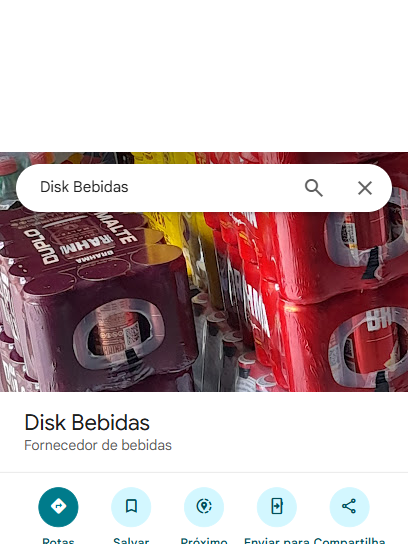 Disk Bebidas
DUPLO
MALTE
BRAHMA
BRAHMA
Disk Bebidas
Fornecedor de bebidas
Rotas
Salvar
Próximo
Enviar para
Compartilha